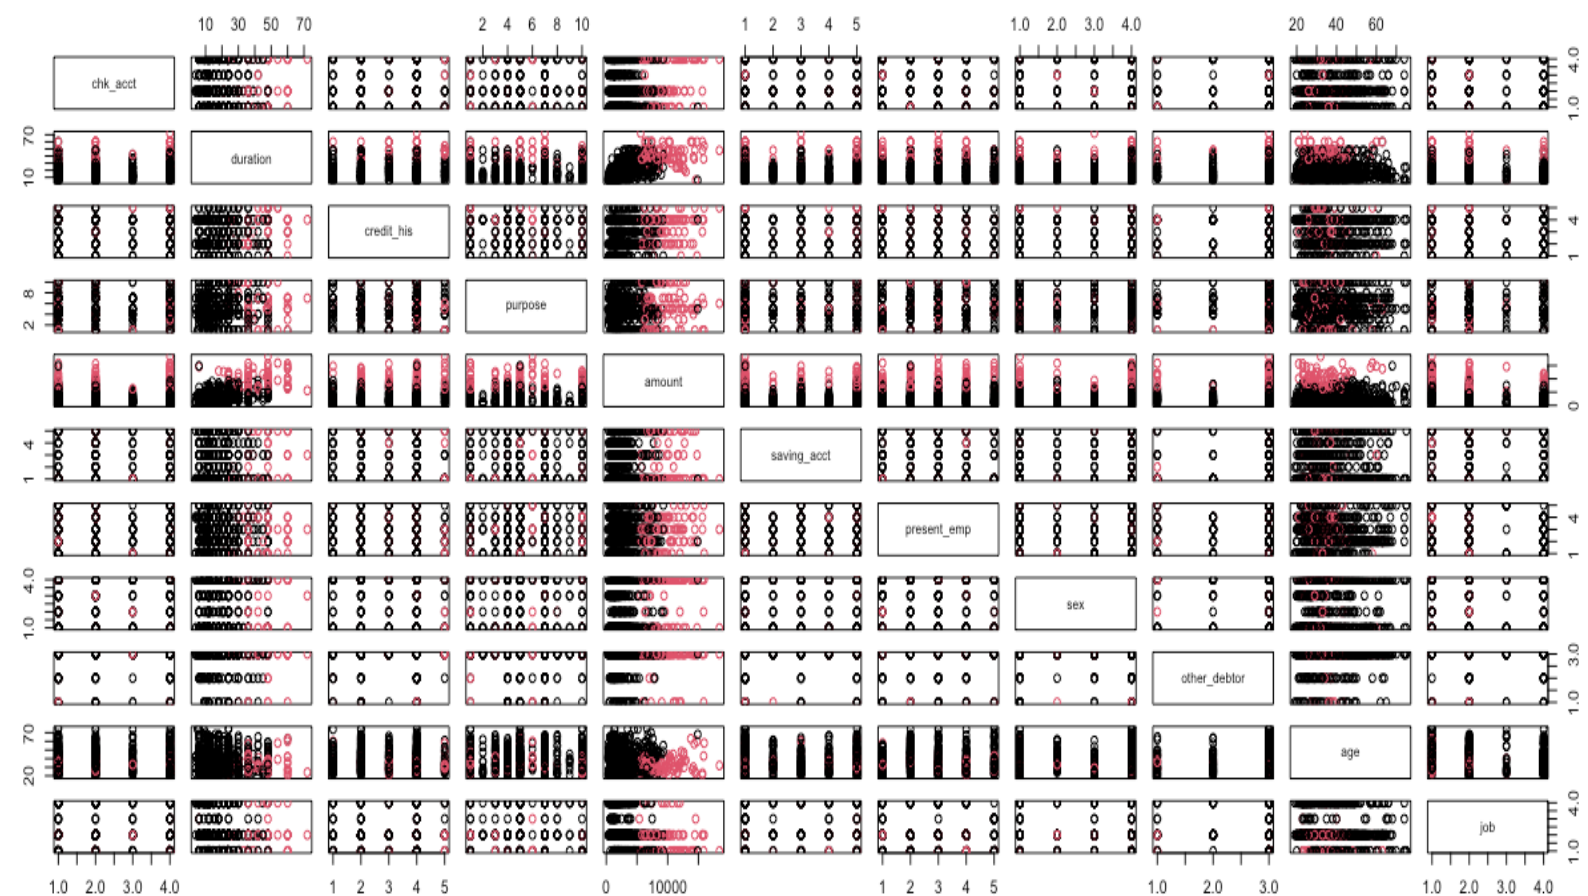 10 30 50 70 2 4 6 8 10 1 2 3 4 5 1.0 2.0 3.0 4.0 20 40 60
chk_acct 1.0 4.0
10 70 duration
credit_his 1 4
2 8 purpose
amount 0
1 4 saving_acct
present_emp 1 4
1.0 4.0 sex
other_debtor 1.0 3.0
20 70 age
job 1.0 4.0
1.0 2.0 3.0 4.0 1 2 3 4 5 0 10000 1 2 3 4 5 1.0 2.0 3.0 1.0 2.0 3.0 4.0